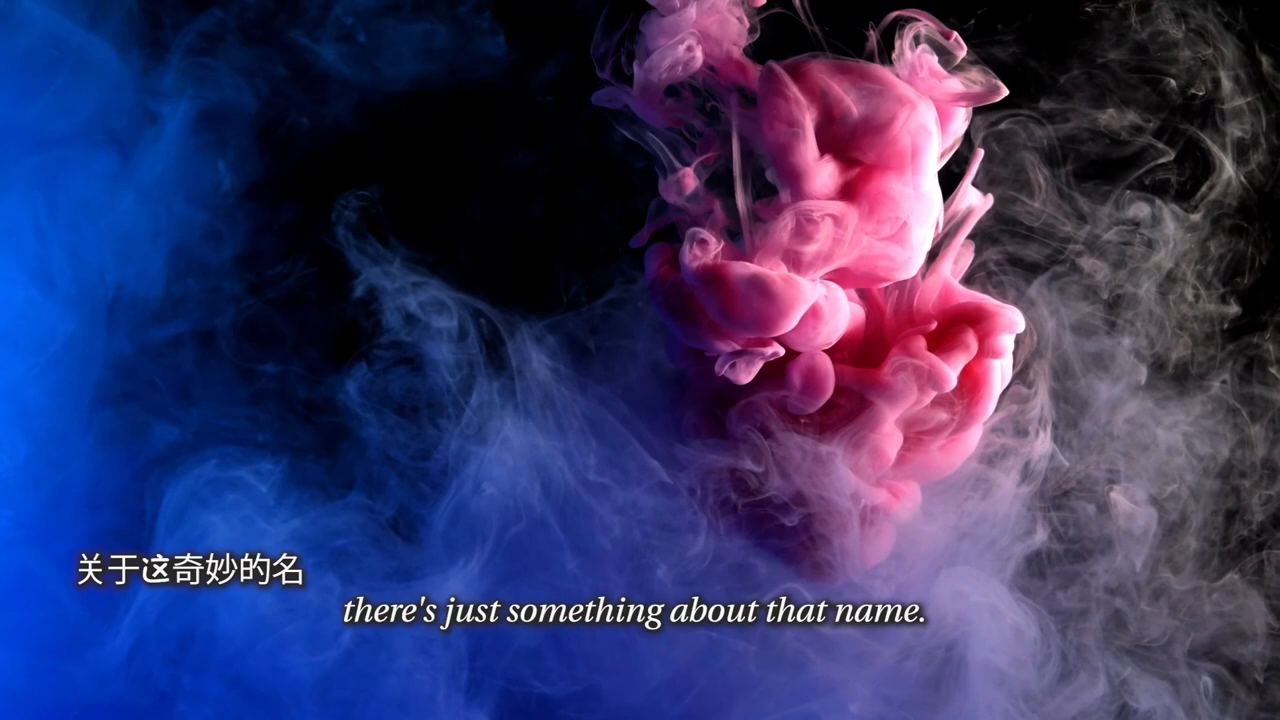 关于这奇妙的名
there's just something about that name.